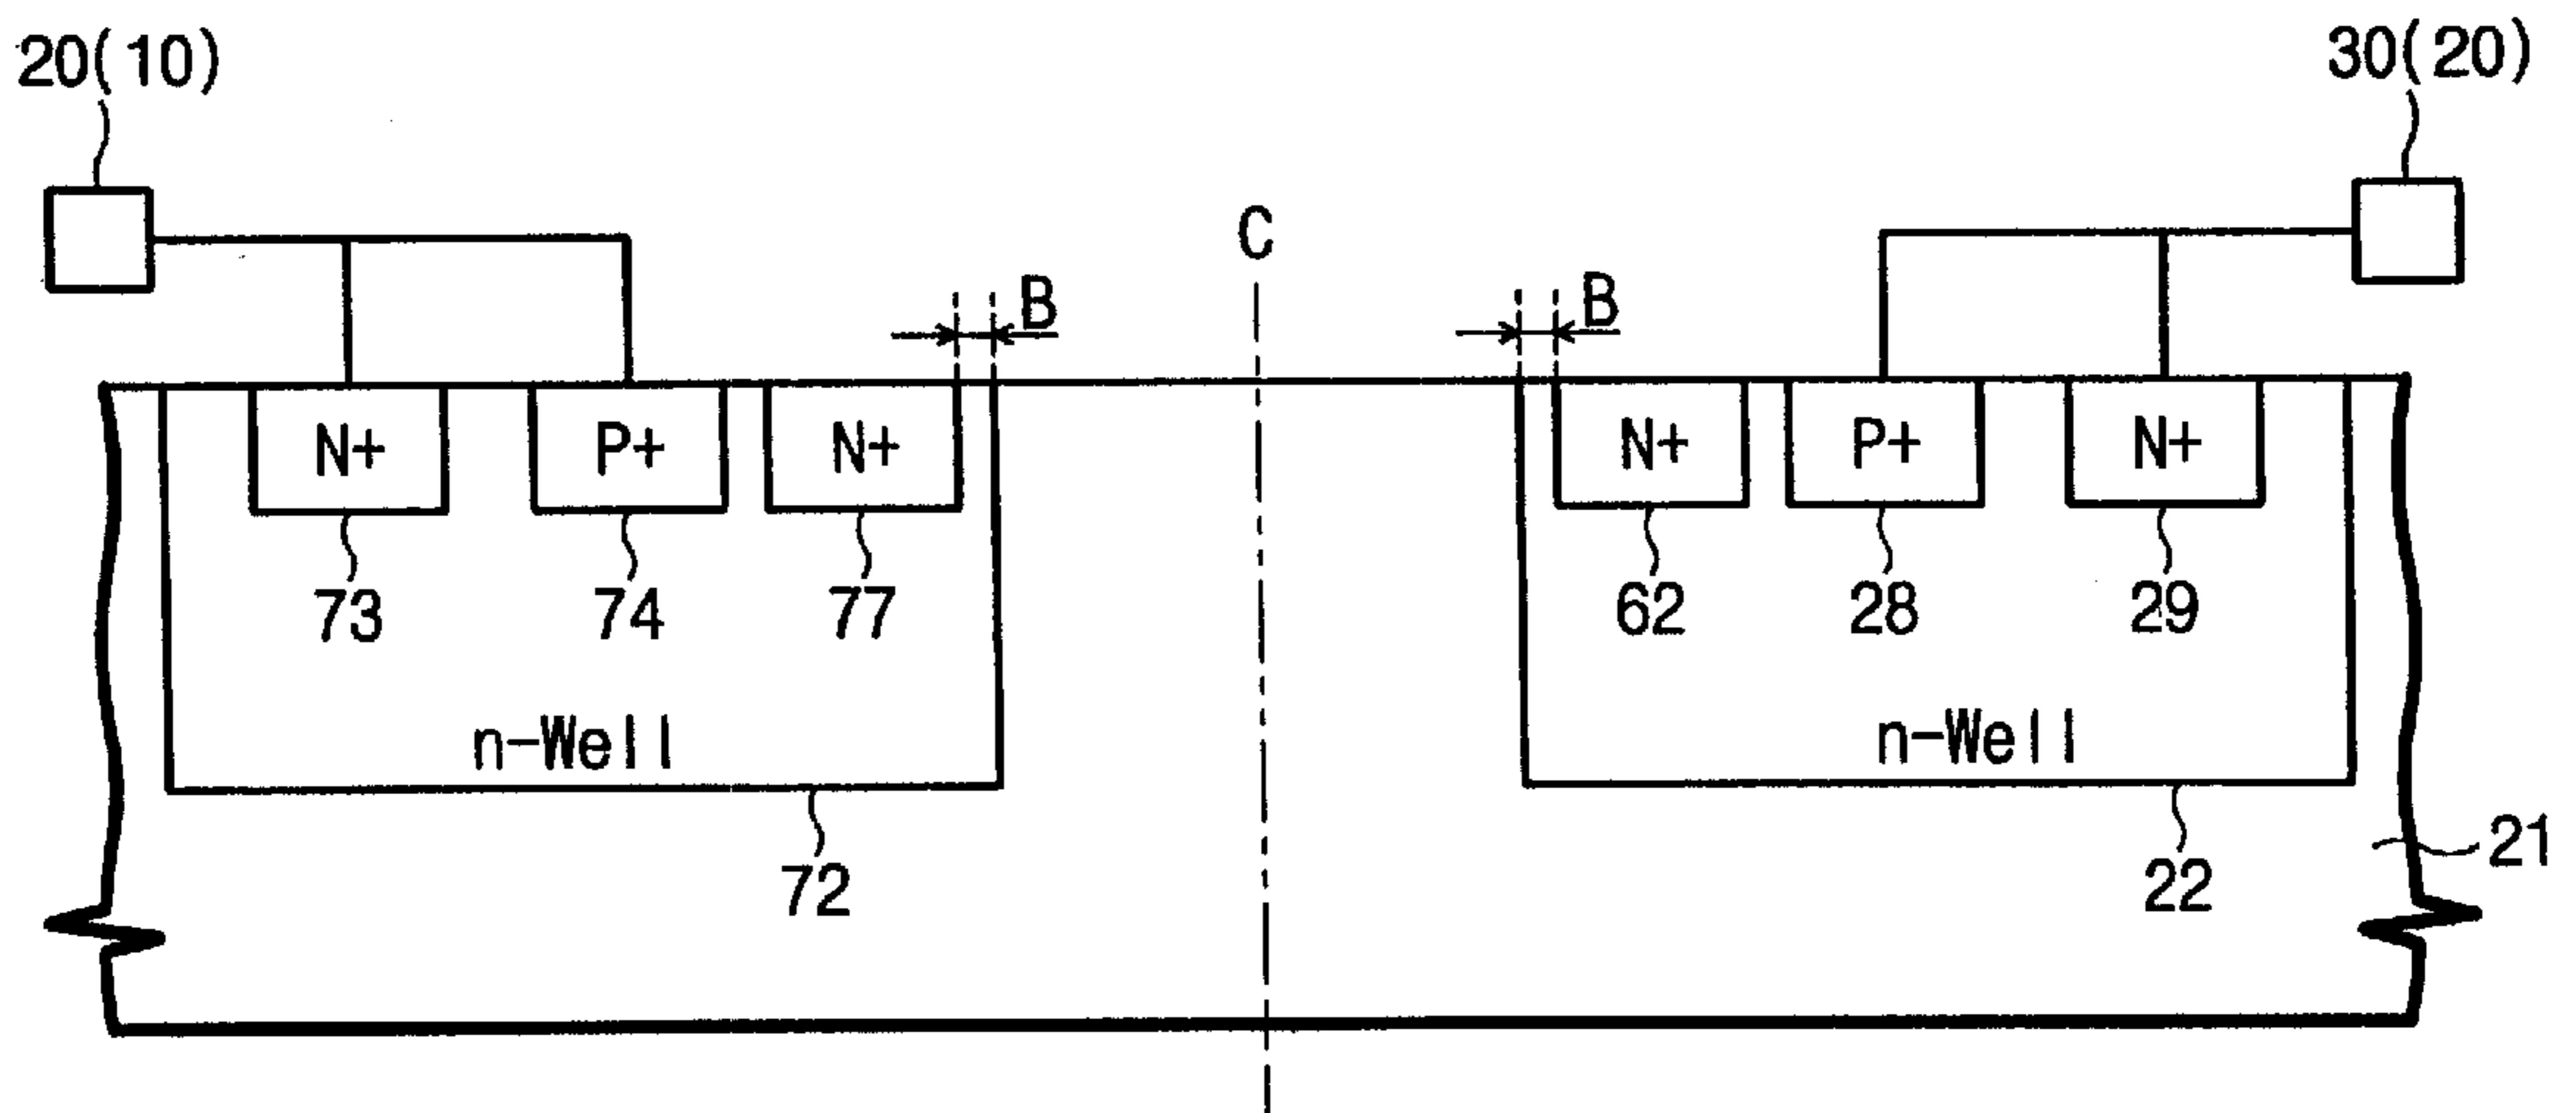 20(10) 30(20)
C
B B
N+ P+ N+ N+ P+ N+
73 74 77 62 28 29
n-Well n-Well
72 22 21